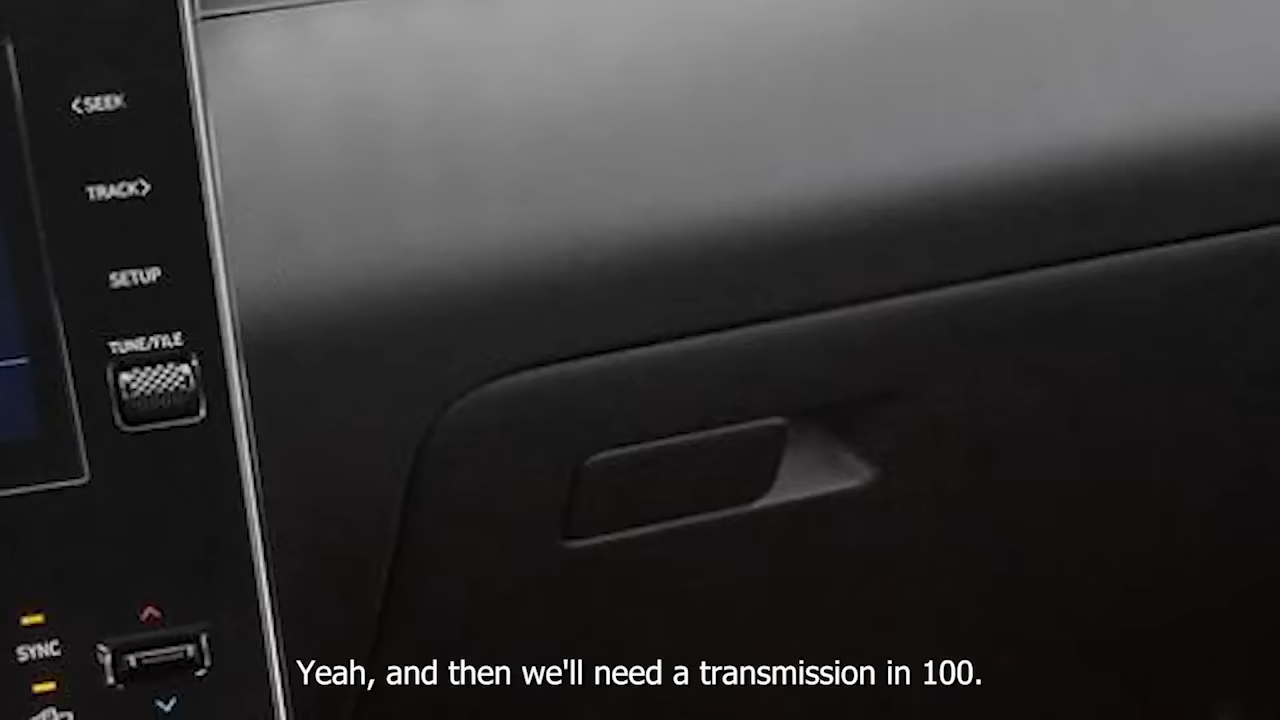 <SEEK
TRACK>
SETUP
TUNE/FILE
SYNC
Yeah, and then we'll need a transmission in 100.